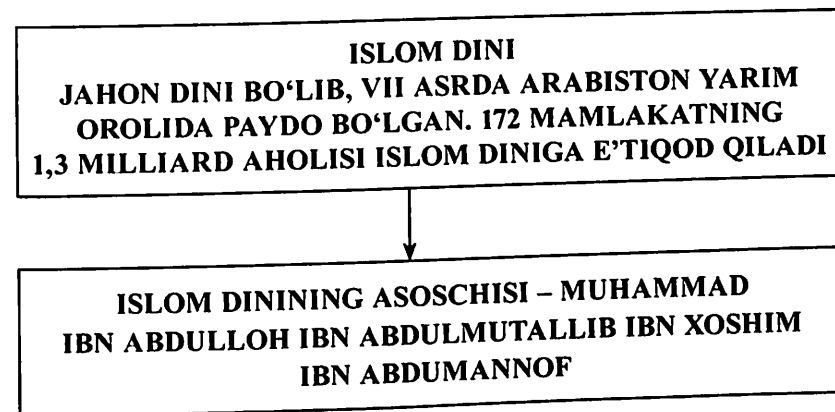 ISLOM DINI
JAHON DINI BO‘LIB, VII ASRDA ARABISTON YARIM
OROLIDA PAYDO BO‘LGAN. 172 MAMLAKATNING
1,3 MILLIARD AHOLISI ISLOM DINIGA E’TIQOD QILADI
ISLOM DININING ASOSCHISI – MUHAMMAD
IBN ABDULLOH IBN ABDULMUTALLIB IBN XOSHIM
IBN ABDUMANNOF